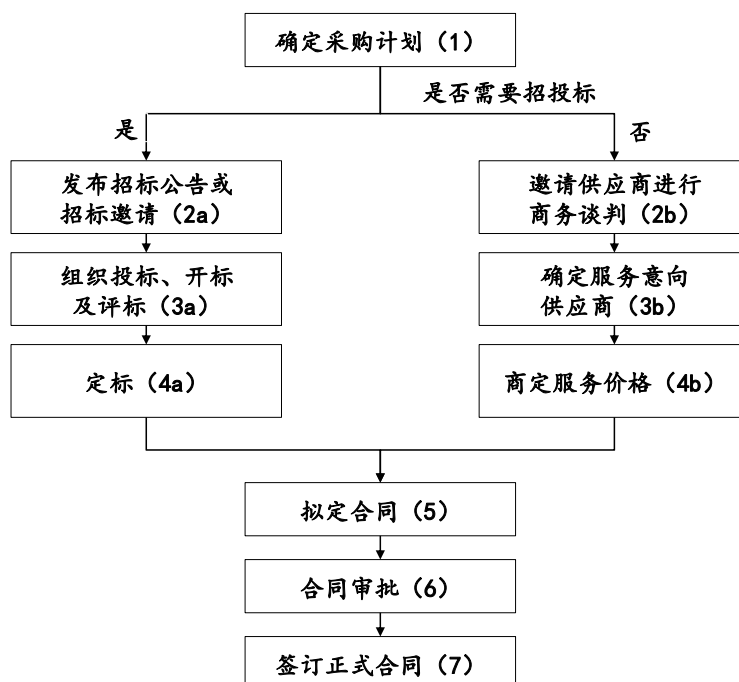 确定采购计划（1）
是否需要招投标
是
否
发布招标公告或
招标邀请（2a）
邀请供应商进行
商务谈判（2b）
组织投标、开标
及评标（3a）
确定服务意向
供应商（3b）
定标（4a）
商定服务价格（4b）
拟定合同（5）
合同审批（6）
签订正式合同（7）